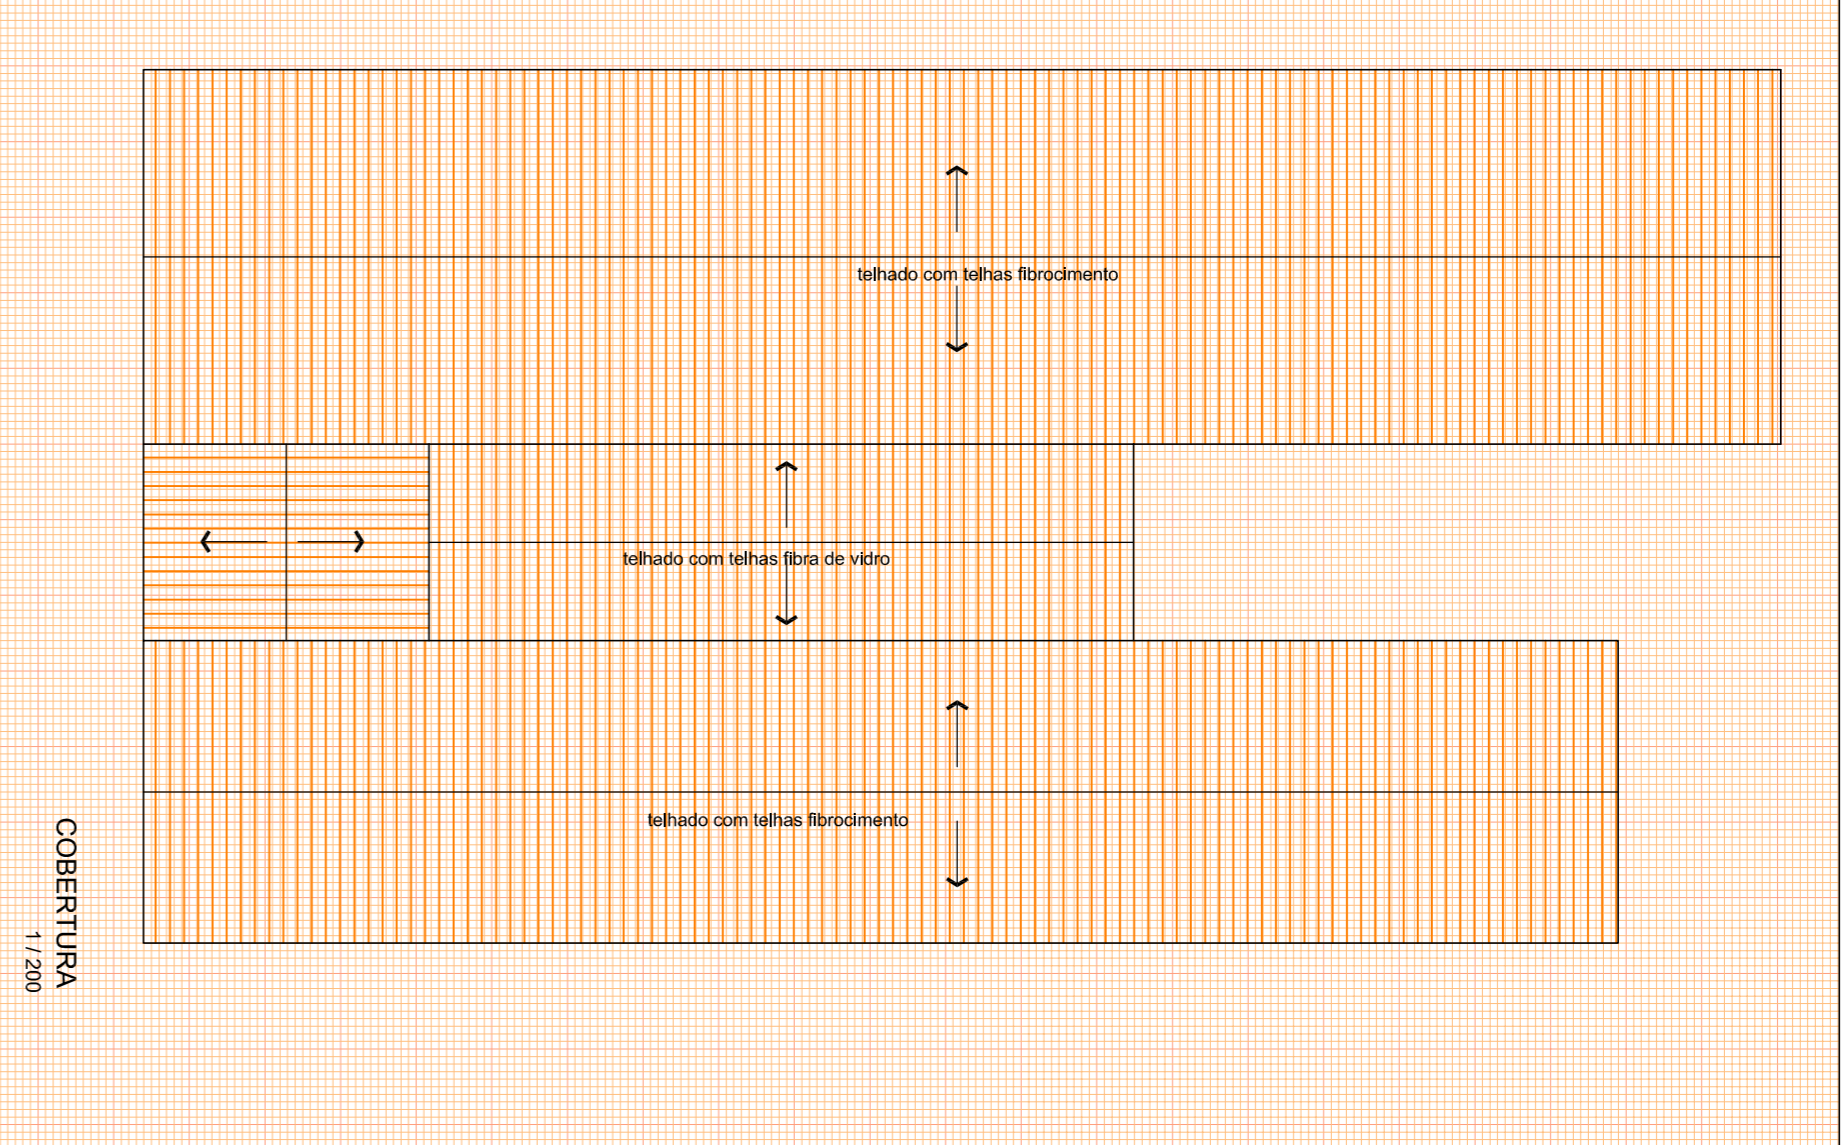 telhado com telhas fibrocimento
telhado com telhas fibra de vidro
telhado com telhas fibrocimento
COBERTURA
1 / 200